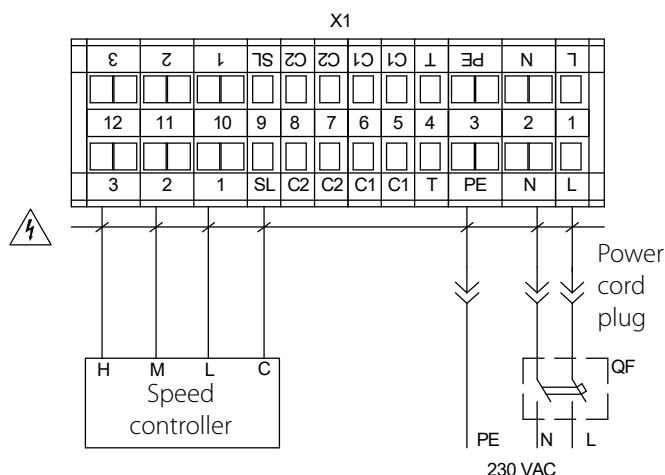 X1
3 2 1 SL C2 C2 C1 C1 T PE N L
12 11 10 9 8 7 6 5 4 3 2 1
3 2 1 SL C2 C2 C1 C1 T PE N L
Power
cord
plug
H M L C
Speed
controller
QF
PE N L
230 VAC